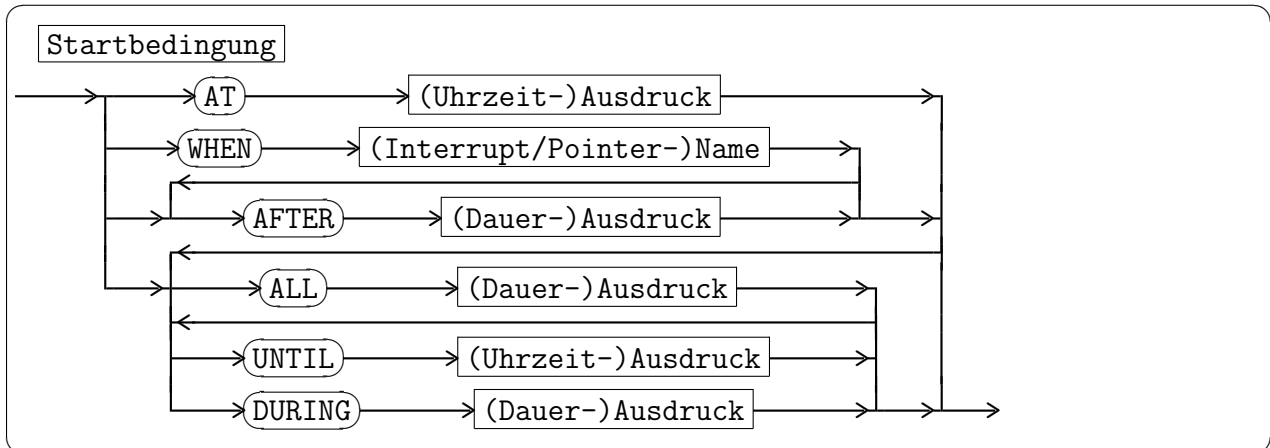 Startbedingung
AT (Uhrzeit-)Ausdruck
WHEN (Interrupt/Pointer-)Name
AFTER (Dauer-)Ausdruck
ALL (Dauer-)Ausdruck
UNTIL (Uhrzeit-)Ausdruck
DURING (Dauer-)Ausdruck